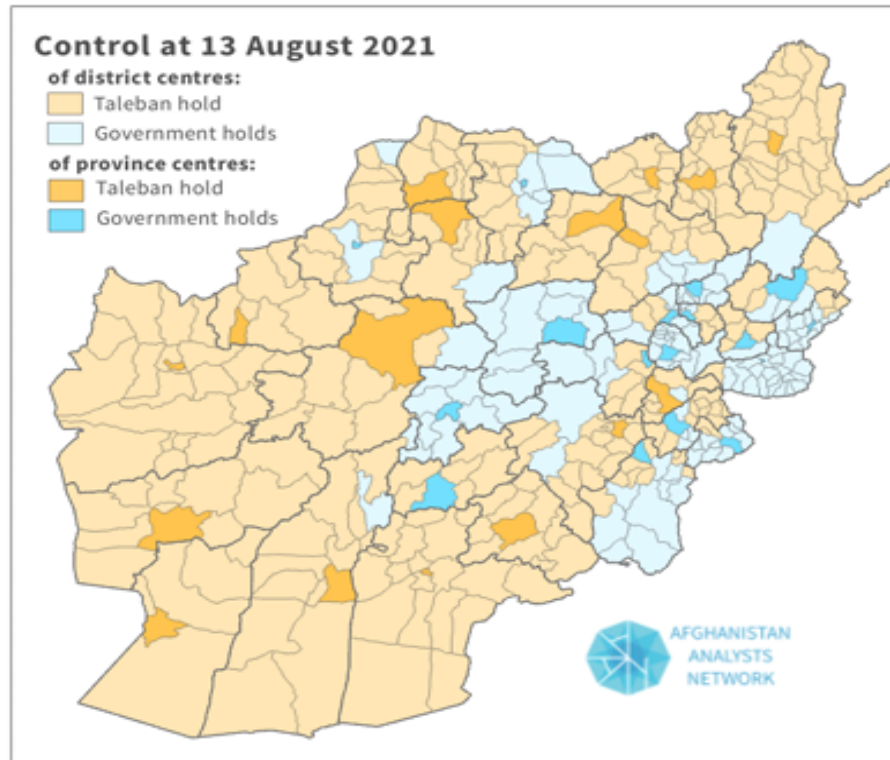 Control at 13 August 2021
of district centres:
Taleban hold
Government holds
of province centres:
Taleban hold
Government holds
AFGHANISTAN
ANALYSTS
NETWORK